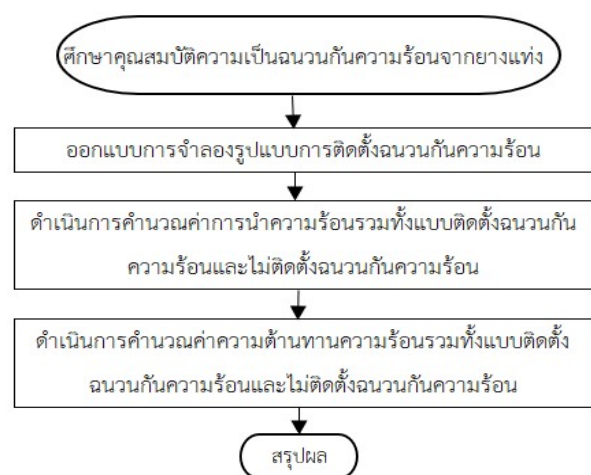 ศึกษาคุณสมบัติความเป็นฉนวนกันความร้อนจากยางแท่ง
ออกแบบการจำลองรูปแบบการติดตั้งฉนวนกันความร้อน
ดำเนินการคำนวณค่าการนำความร้อนรวมทั้งแบบติดตั้งฉนวนกัน
ความร้อนและไม่ติดตั้งฉนวนกันความร้อน
ดำเนินการคำนวณค่าความต้านทานความร้อนรวมทั้งแบบติดตั้ง
ฉนวนกันความร้อนและไม่ติดตั้งฉนวนกันความร้อน
สรุปผล